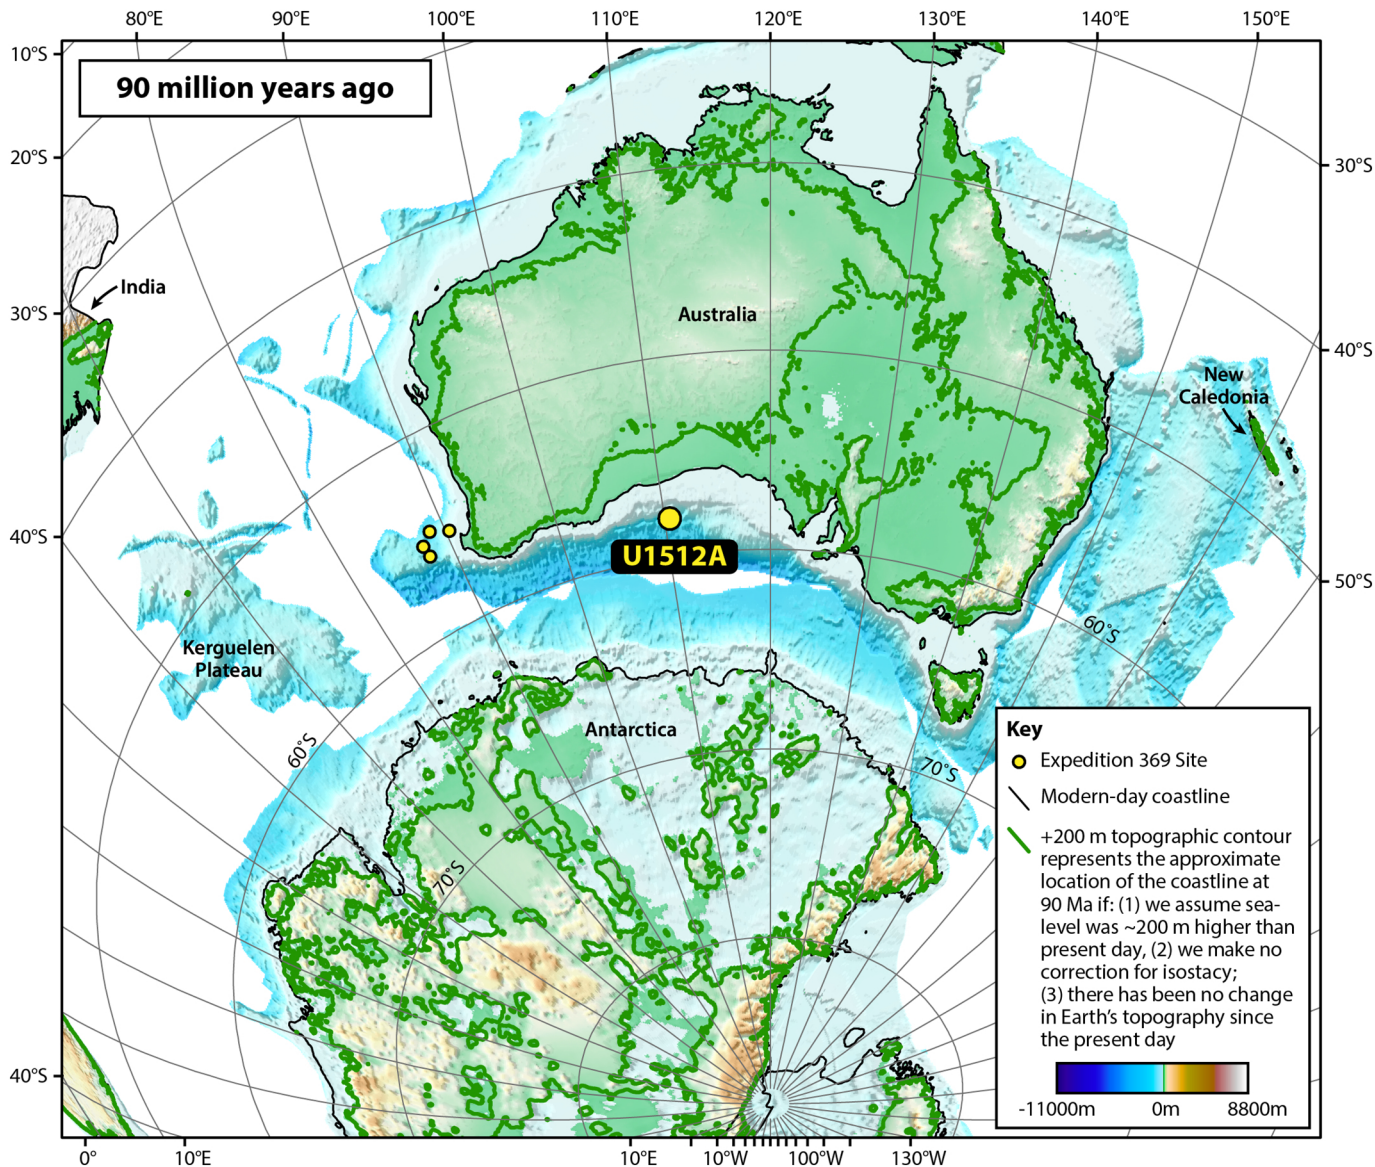 80°E 90°E 100°E 110°E 120°E 130°E 140°E 150°E
10°S
90 million years ago
20°S
30°S
India
30°S
Australia
40°S
New
Caledonia
40°S
U1512A
50°S
60°S
Kerguelen
Plateau
60°S
Antarctica
70°S
70°S
Key
Expedition 369 Site
Modern-day coastline
+200 m topographic contour
represents the approximate
location of the coastline at
90 Ma if: (1) we assume sea-
level was ~200 m higher than
present day, (2) we make no
correction for isostacy;
(3) there has been no change
in Earth's topography since
the present day
-11000m 0m 8800m
40°S
0° 10°E 10°E 10°W 100°W 130°W